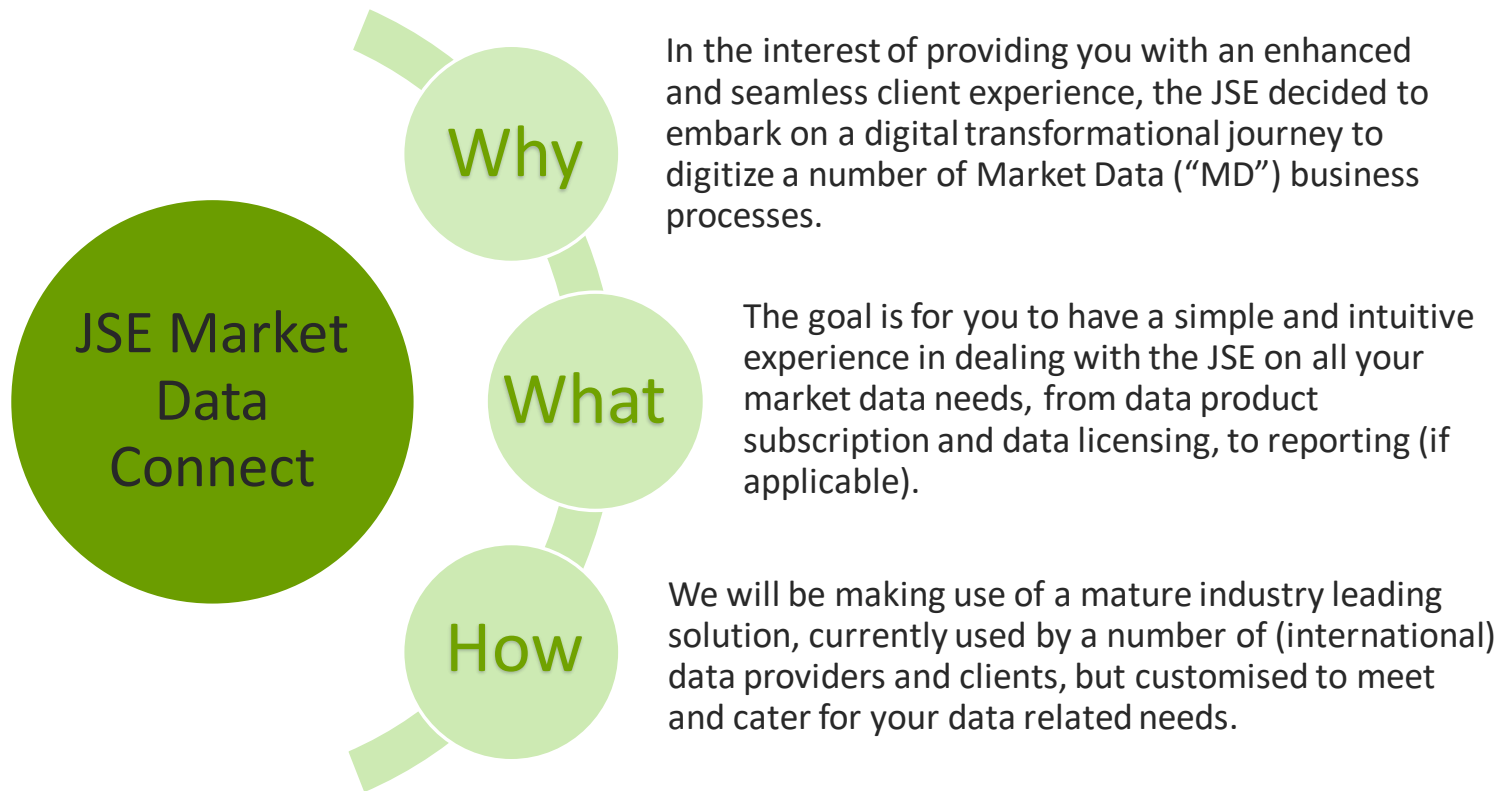 JSE Market
Data
Connect
Why
In the interest of providing you with an enhanced
and seamless client experience, the JSE decided to
embark on a digital transformational journey to
digitize a number of Market Data (“MD”) business
processes.
What
The goal is for you to have a simple and intuitive
experience in dealing with the JSE on all your
market data needs, from data product
subscription and data licensing, to reporting (if
applicable).
How
We will be making use of a mature industry leading
solution, currently used by a number of (international)
data providers and clients, but customised to meet
and cater for your data related needs.